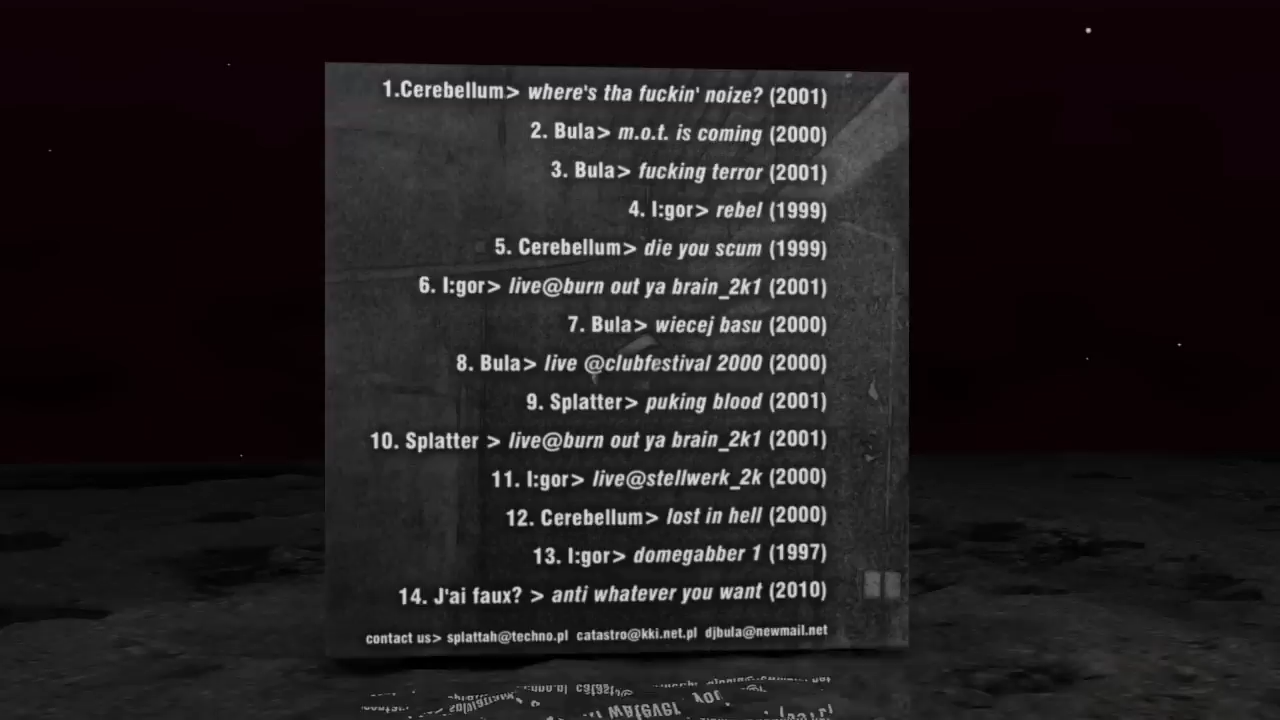 1.Cerebellum> where's tha fuckin' noize? (2001)
2. Bula> m.o.t. is coming (2000)
3. Bula> fucking terror (2001)
4. I:gor> rebel (1999)
5. Cerebellum> die you scum (1999)
6. I:gor> live@burn out ya brain_2k1 (2001)
7. Bula> wiecej basu (2000)
8. Bula> live @clubfestival 2000 (2000)
9. Splatter> puking blood (2001)
10. Splatter > live@burn out ya brain_2k1 (2001)
11. I:gor> live@stellwerk_2k (2000)
12. Cerebellum> lost in hell (2000)
13. I:gor> domegabber 1 (1997)
14. J'ai faux? > anti whatever you want (2010)
contact us> splattah@techno.pl catastro@kki.net.pl djbula@newmail.net